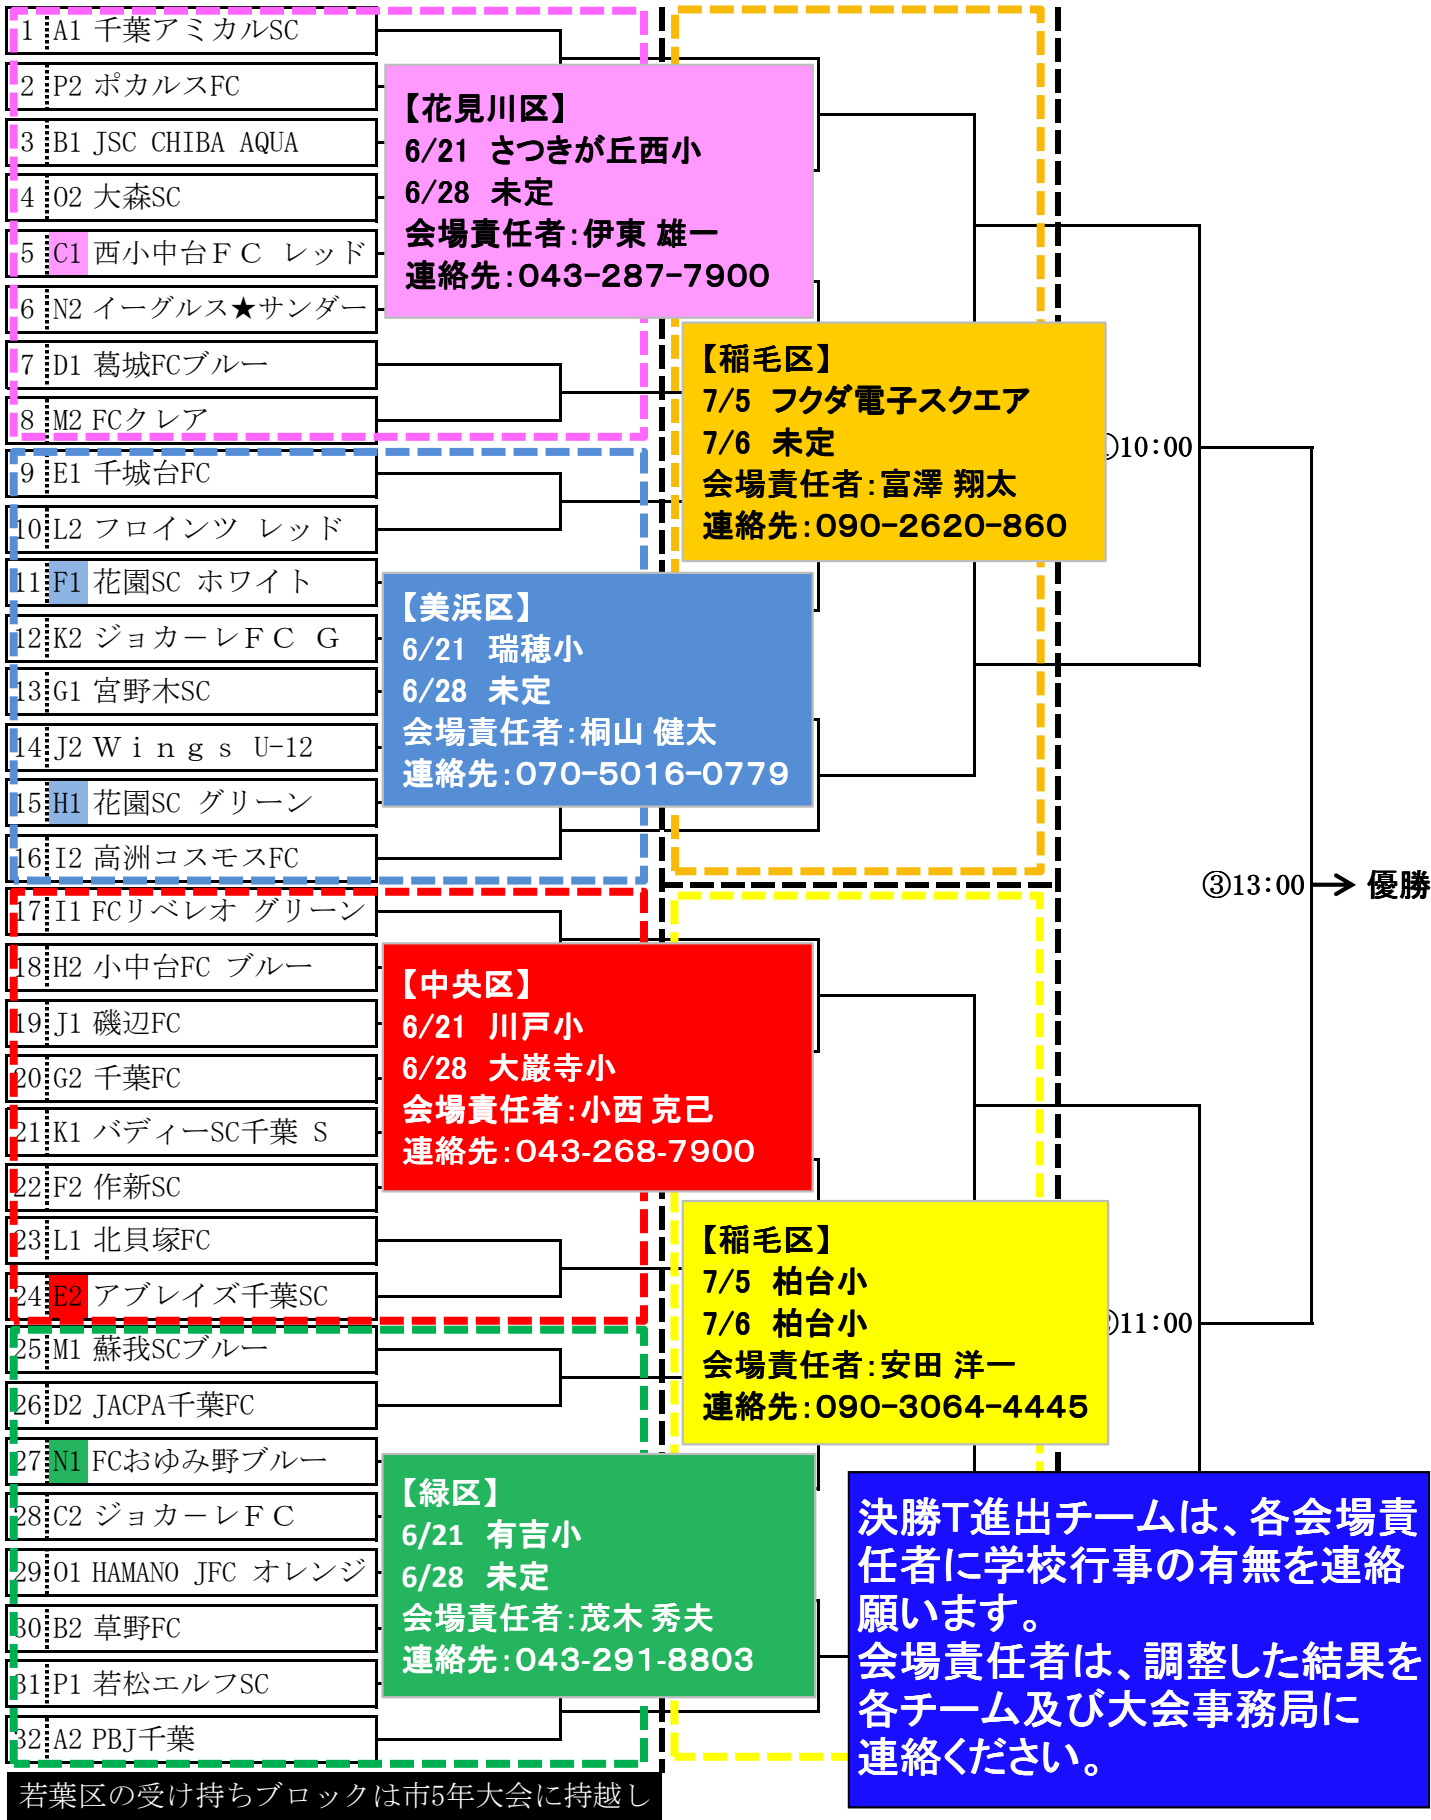 1 A1 千葉アミカルSC
2 P2 ポカルスFC
3 B1 JSC CHIBA AQUA
4 O2 大森SC
5 C1 西小中台ＦＣ レッド
6 N2 イーグルス★サンダー
7 D1 葛城FCブルー
8 M2 FCクレア
9 E1 千城台FC
10 L2 フロインツ レッド
11 F1 花園SC ホワイト
12 K2 ジョカーレＦＣ Ｇ
13 G1 宮野木SC
14 J2 Ｗｉｎｇｓ U-12
15 H1 花園SC グリーン
16 I2 高洲コスモスFC
17 I1 FCリベレオ グリーン
18 H2 小中台FC ブルー
19 J1 磯辺FC
20 G2 千葉FC
21 K1 バディーSC千葉 S
22 F2 作新SC
23 L1 北貝塚FC
24 E2 アブレイズ千葉SC
25 M1 蘇我SCブルー
26 D2 JACPA千葉FC
27 N1 FCおゆみ野ブルー
28 C2 ジョカーレＦＣ
29 O1 HAMANO JFC オレンジ
30 B2 草野FC
31 P1 若松エルフSC
32 A2 PBJ千葉
若葉区の受け持ちブロックは市5年大会に持越し
【花見川区】
6/21 さつきが丘西小
6/28 未定
会場責任者：伊東 雄一
連絡先：043-287-7900
【美浜区】
6/21 瑞穂小
6/28 未定
会場責任者：桐山 健太
連絡先：070-5016-0779
【中央区】
6/21 川戸小
6/28 大巌寺小
会場責任者：小西 克己
連絡先：043-268-7900
【緑区】
6/21 有吉小
6/28 未定
会場責任者：茂木 秀夫
連絡先：043-291-8803
【稲毛区】
7/5 フクダ電子スクエア
7/6 未定
会場責任者：富澤 翔太
連絡先：090-2620-860
【稲毛区】
7/5 柏台小
7/6 柏台小
会場責任者：安田 洋一
連絡先：090-3064-4445
10：00
11：00
③13：00
優勝
決勝T進出チームは、各会場責
任者に学校行事の有無を連絡
願います。
会場責任者は、調整した結果を
各チーム及び大会事務局に
連絡ください。